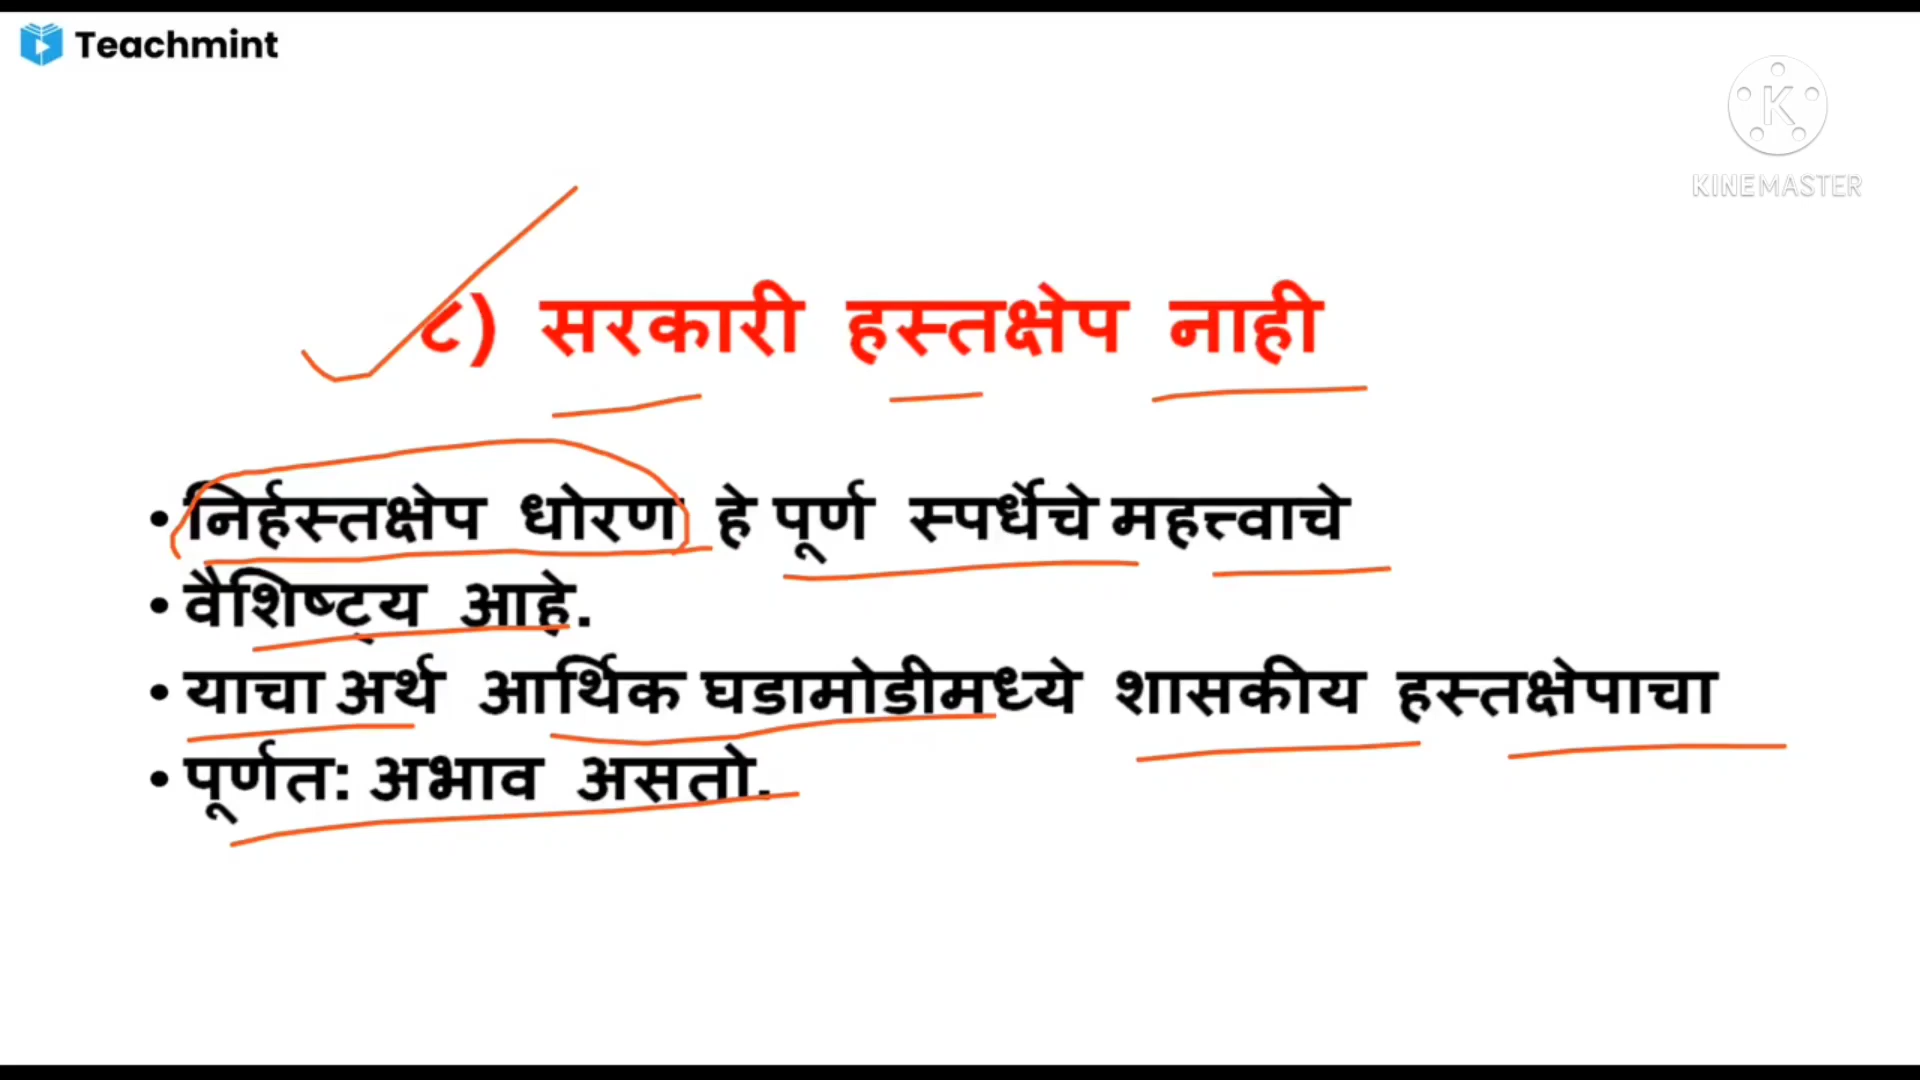 Teachmint
KINEMASTER
८) सरकारी हस्तक्षेप नाही
• निर्हस्तक्षेप धोरण हे पूर्ण स्पर्धेचे महत्त्वाचे
• वैशिष्ट्य आहे.
• याचा अर्थ आर्थिक घडामोडीमध्ये शासकीय हस्तक्षेपाचा
• पूर्णत: अभाव असतो.